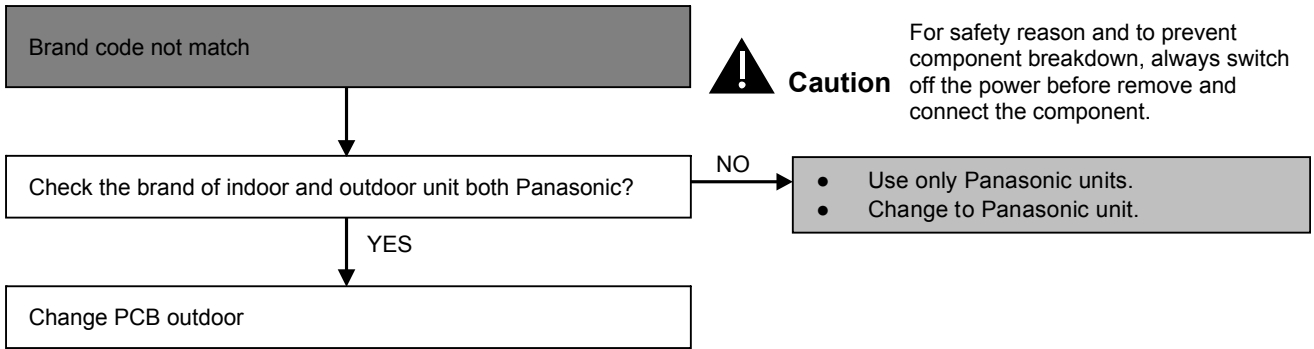 Brand code not match
Caution
For safety reason and to prevent
component breakdown, always switch
off the power before remove and
connect the component.
Check the brand of indoor and outdoor unit both Panasonic?
NO
● Use only Panasonic units.
● Change to Panasonic unit.
YES
Change PCB outdoor